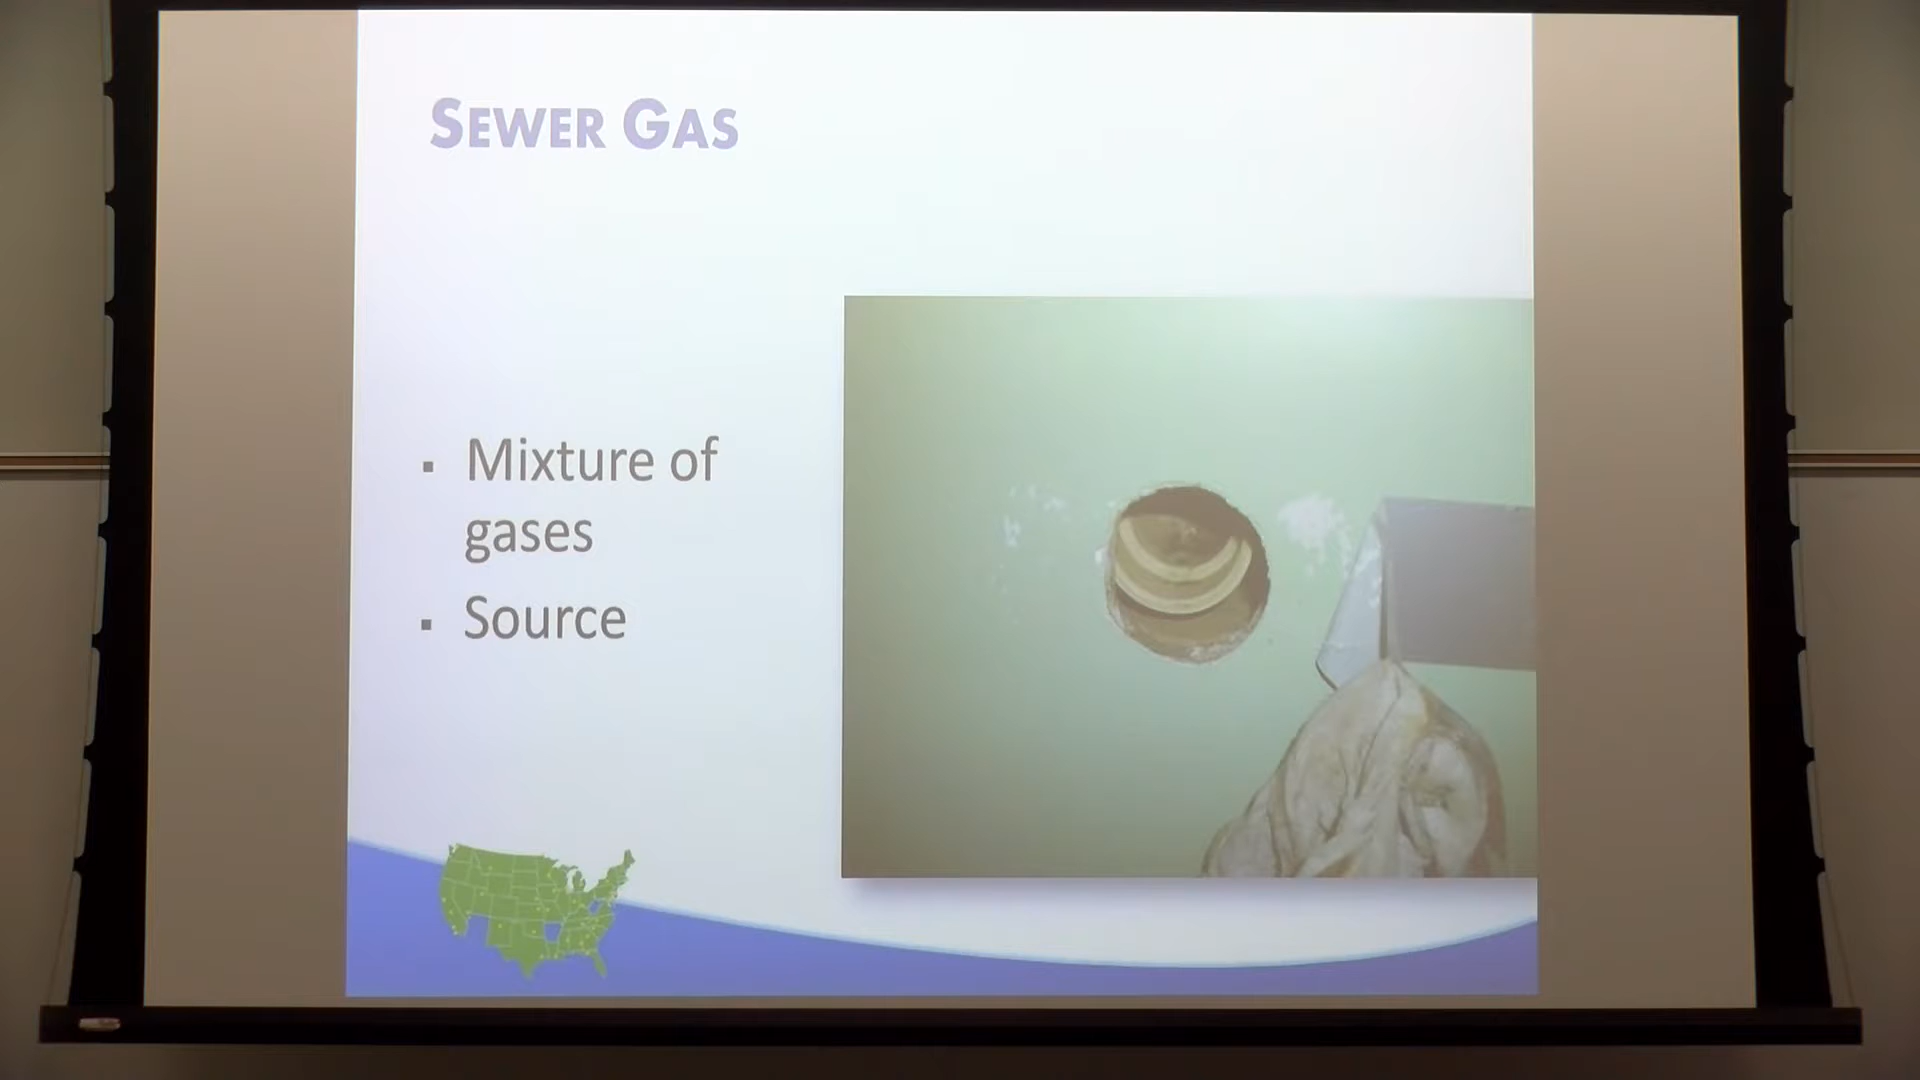 SEWER GAS
▪ Mixture of
gases
▪ Source